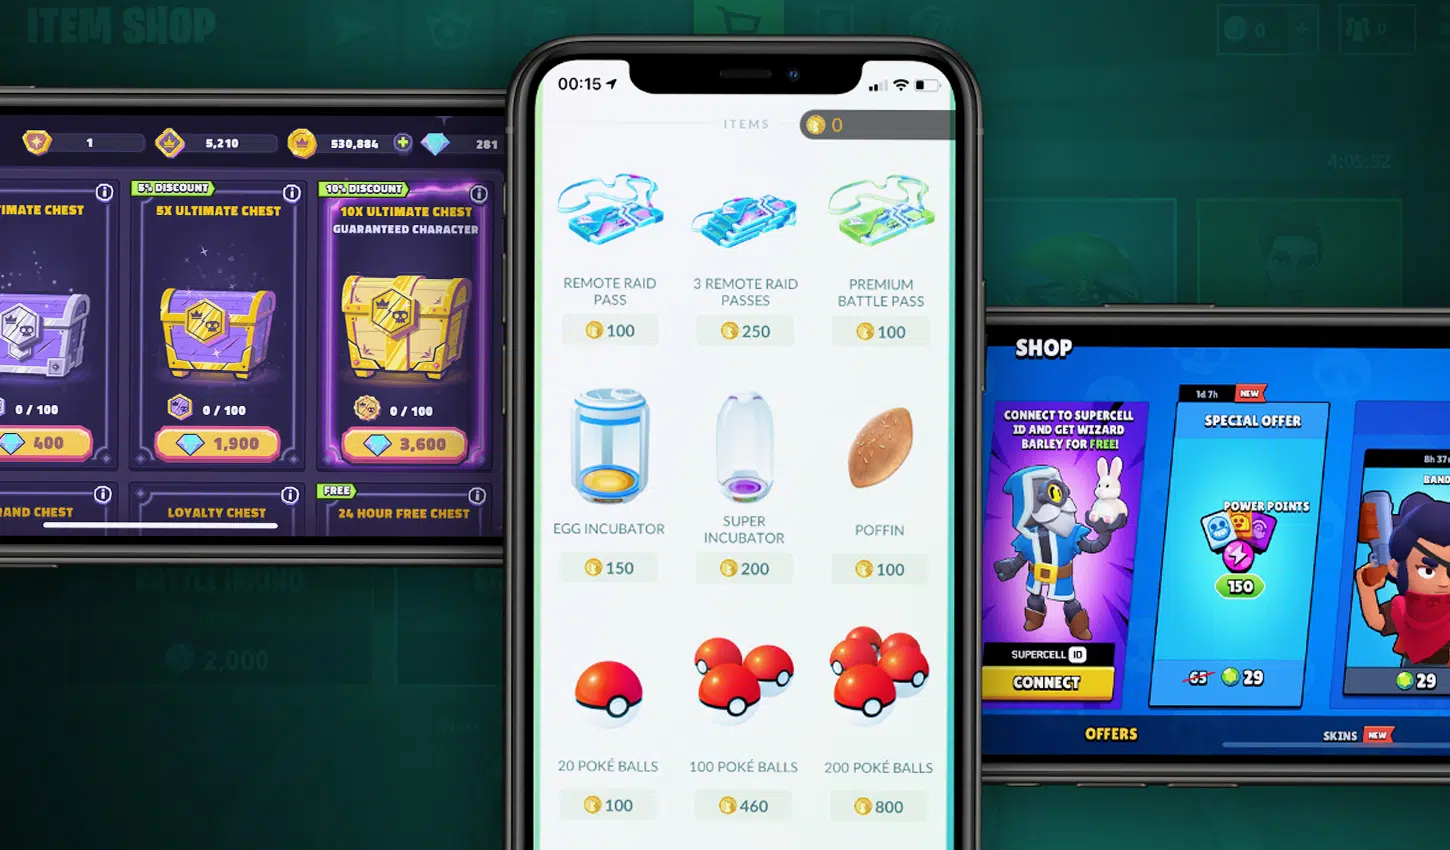 ITEM SHOP
0
0
4:09:52
2,000
1
5,210
530,884
281
IMATE CHEST
0 / 100
400
5% DISCOUNT
5X ULTIMATE CHEST
0 / 100
1,900
10% DISCOUNT
10X ULTIMATE CHEST
GUARANTEED CHARACTER
0 / 100
3,600
AND CHEST
LOYALTY CHEST
FREE
24 HOUR FREE CHEST
00:15
ITEMS
0
REMOTE RAID
PASS
100
3 REMOTE RAID
PASSES
250
PREMIUM
BATTLE PASS
100
EGG INCUBATOR
150
SUPER
INCUBATOR
200
POFFIN
100
20 POKÉ BALLS
100
100 POKÉ BALLS
460
200 POKÉ BALLS
800
SHOP
CONNECT TO SUPERCELL
ID AND GET WIZARD
BARLEY FOR FREE!
SUPERCELL ID
CONNECT
1d 7h NEW
SPECIAL OFFER
POWER POINTS
150
65 29
8h 37
BAND
29
OFFERS
SKINS NEW